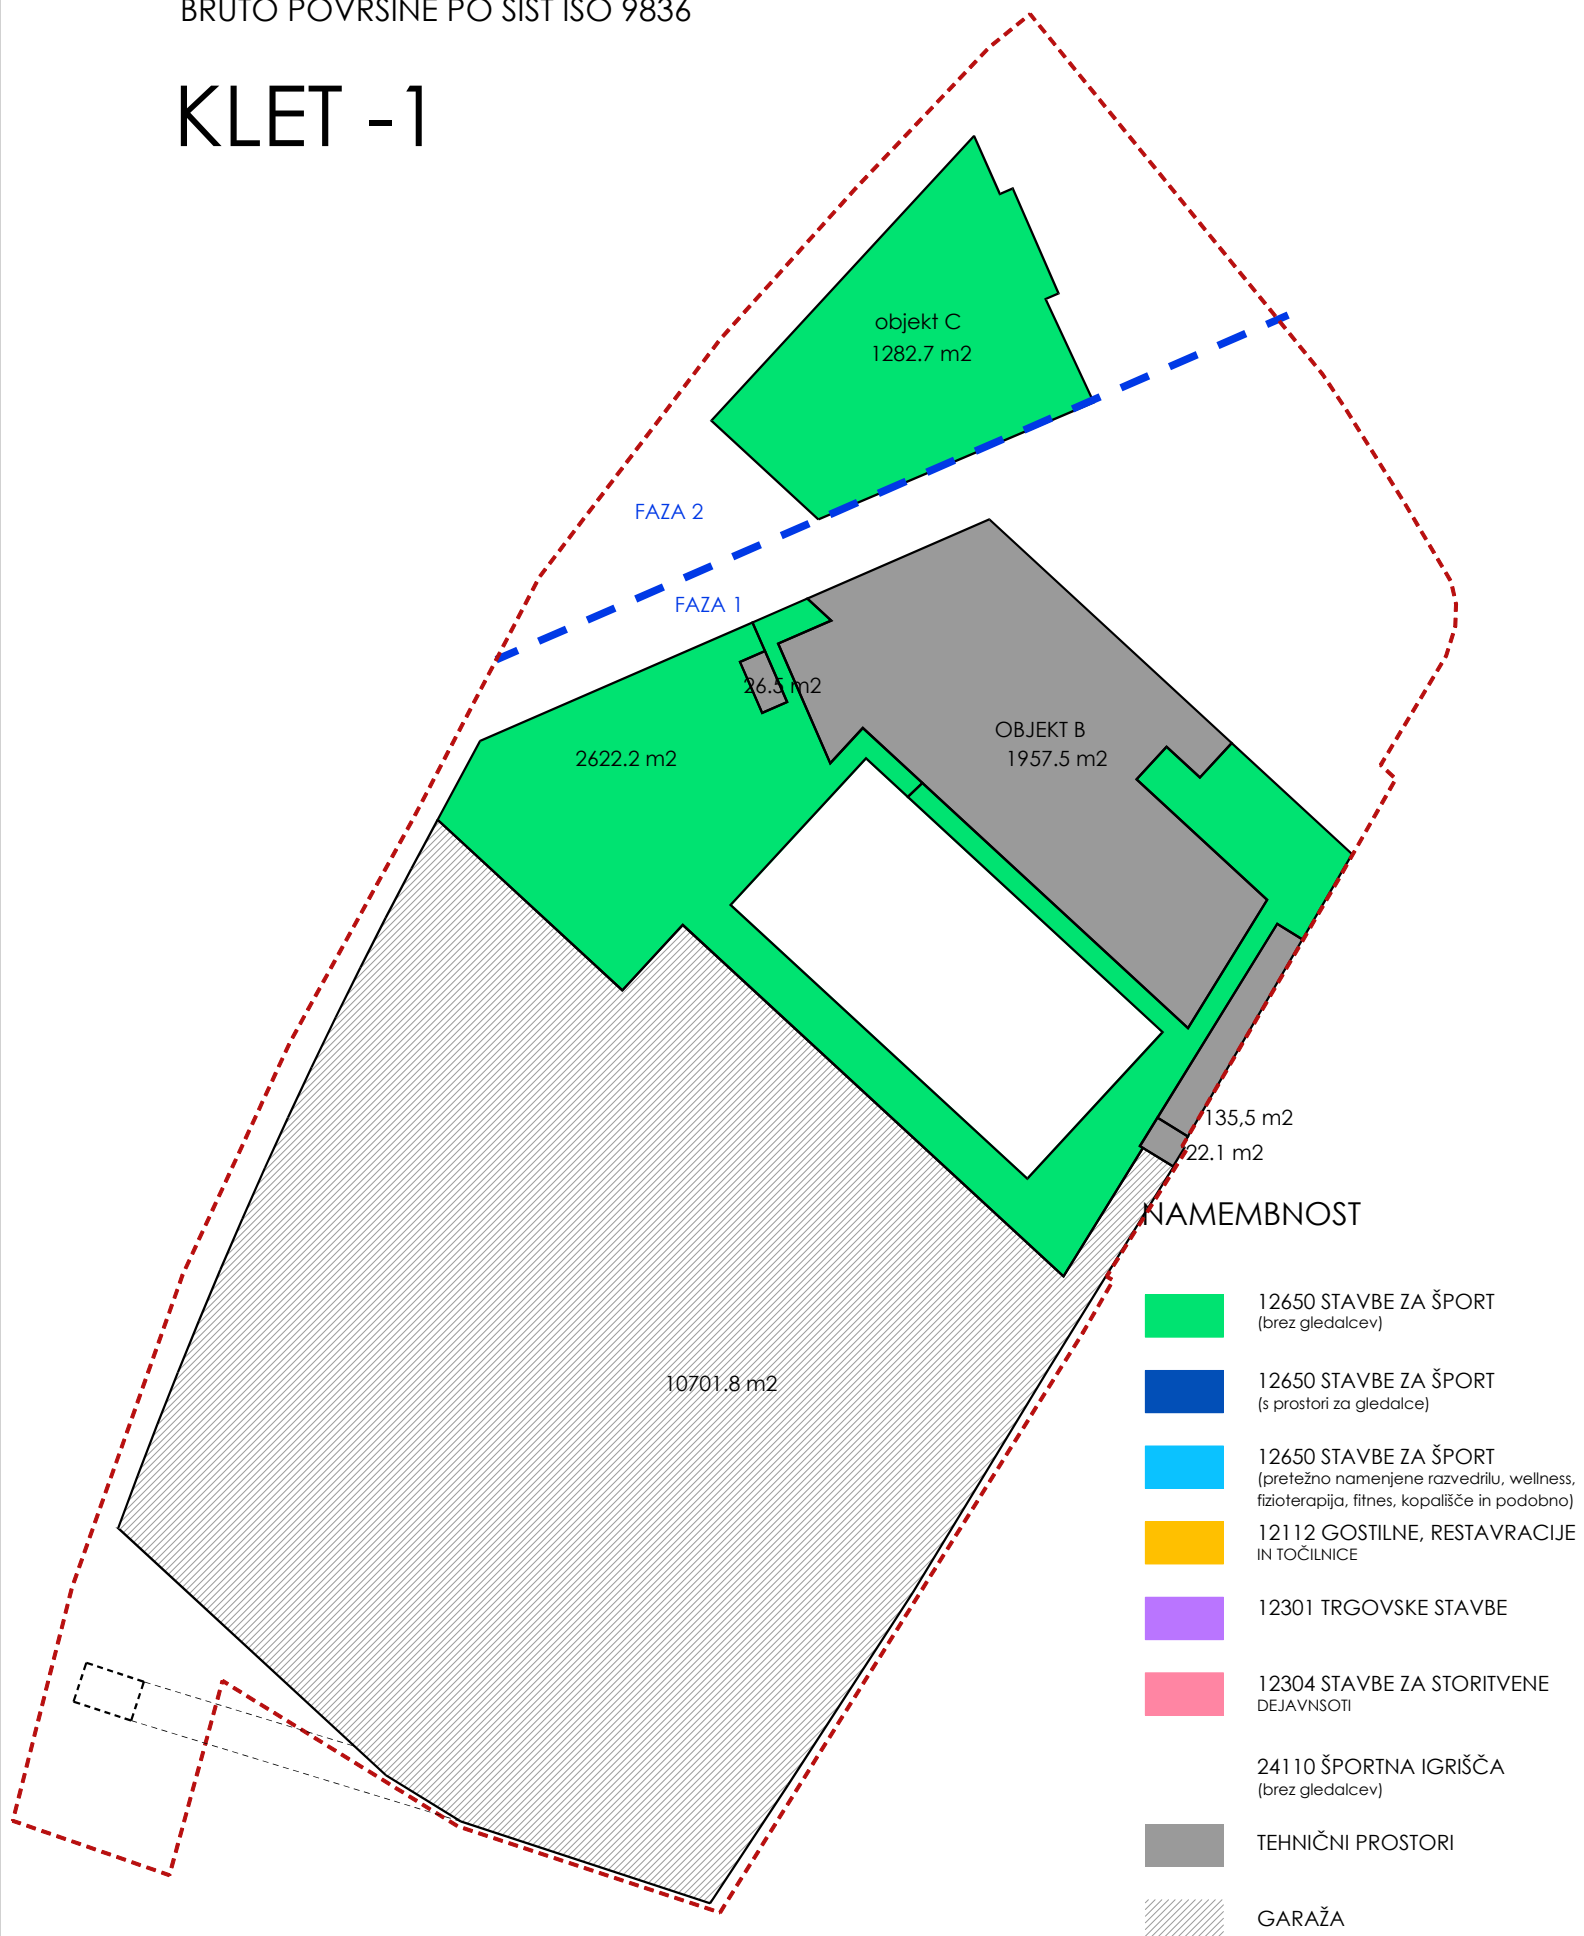 BRUTO POVRŠINE PO SIST ISO 9836
KLET -1
objekt C
1282.7 m2
FAZA 2
FAZA 1
26.5 m2
OBJEKT B
2622.2 m2
1957.5 m2
135,5 m2
22.1 m2
10701.8 m2
NAMEMBNOST
12650 STAVBE ZA ŠPORT
(brez gledalcev)
12650 STAVBE ZA ŠPORT
(s prostori za gledalce)
12650 STAVBE ZA ŠPORT
(pretežno namenjene razvedrilu, wellness,
fizioterapija, fitnes, kopališče in podobno)
12112 GOSTILNE, RESTAVRACIJE
IN TOČILNICE
12301 TRGOVSKE STAVBE
12304 STAVBE ZA STORITVENE
DEJAVNSOTI
24110 ŠPORTNA IGRIŠČA
(brez gledalcev)
TEHNIČNI PROSTORI
GARAŽA